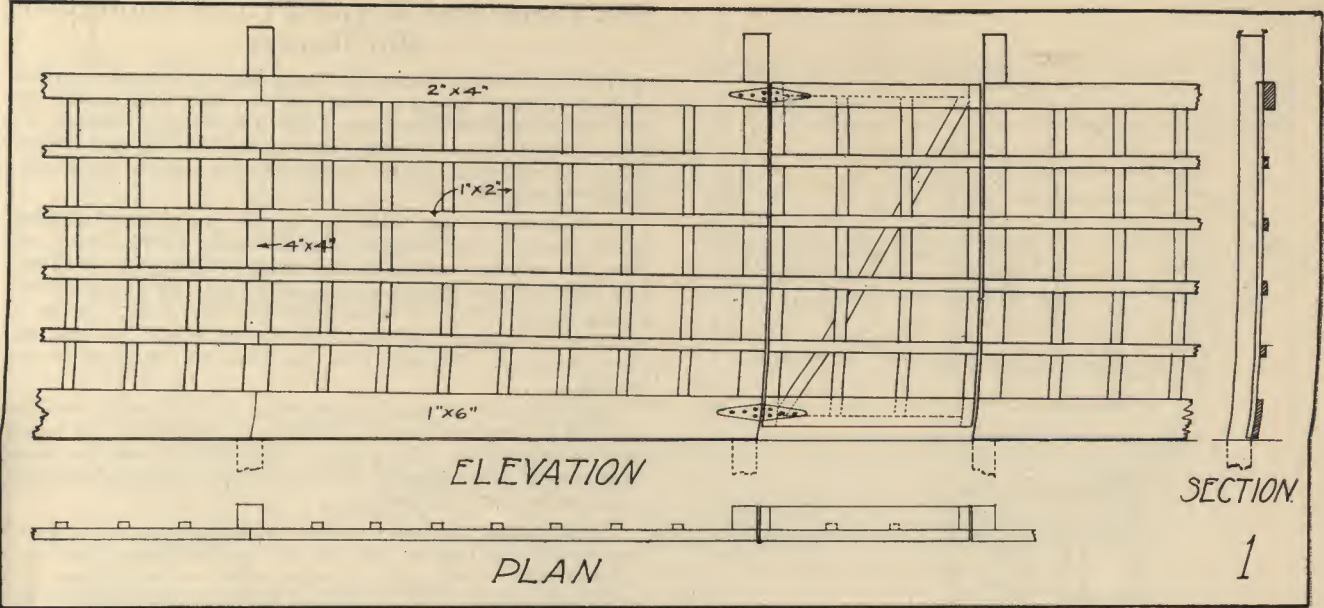 2"x4"
1"x2"
4"x4"
1"x6"
ELEVATION
SECTION.
PLAN
1